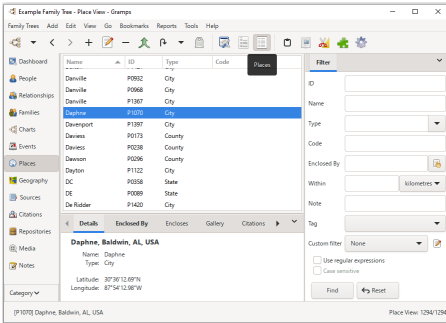 Example Family Tree - Place View - Gramps
Family Trees Add Edit View Go Bookmarks Reports Tools Help
Places
Dashboard
People
Relationships
Families
Charts
Events
Places
Geography
Sources
Citations
Repositories
Media
Notes
Category
Name ID Type Code
Danville P0932 City
Danville P0968 City
Danville P1367 City
Daphne P1070 City
Davenport P1397 City
Daviess P0173 County
Daviess P0238 County
Dawson P0296 County
Dayton P1122 City
DC P0358 State
DE P0089 State
De Ridder P1420 City
Details Enclosed By Encloses Gallery Citations
Daphne, Baldwin, AL, USA
Name: Daphne
Type: City
Latitude: 30°36'12.69"N
Longitude: 87°54'12.98"W
Filter
ID
Name
Type
Code
Enclosed By
Within kilometres
Note
Tag
Custom filter None
Use regular expressions
Case sensitive
Find Reset
[P1070] Daphne, Baldwin, AL, USA Place View: 1294/1294